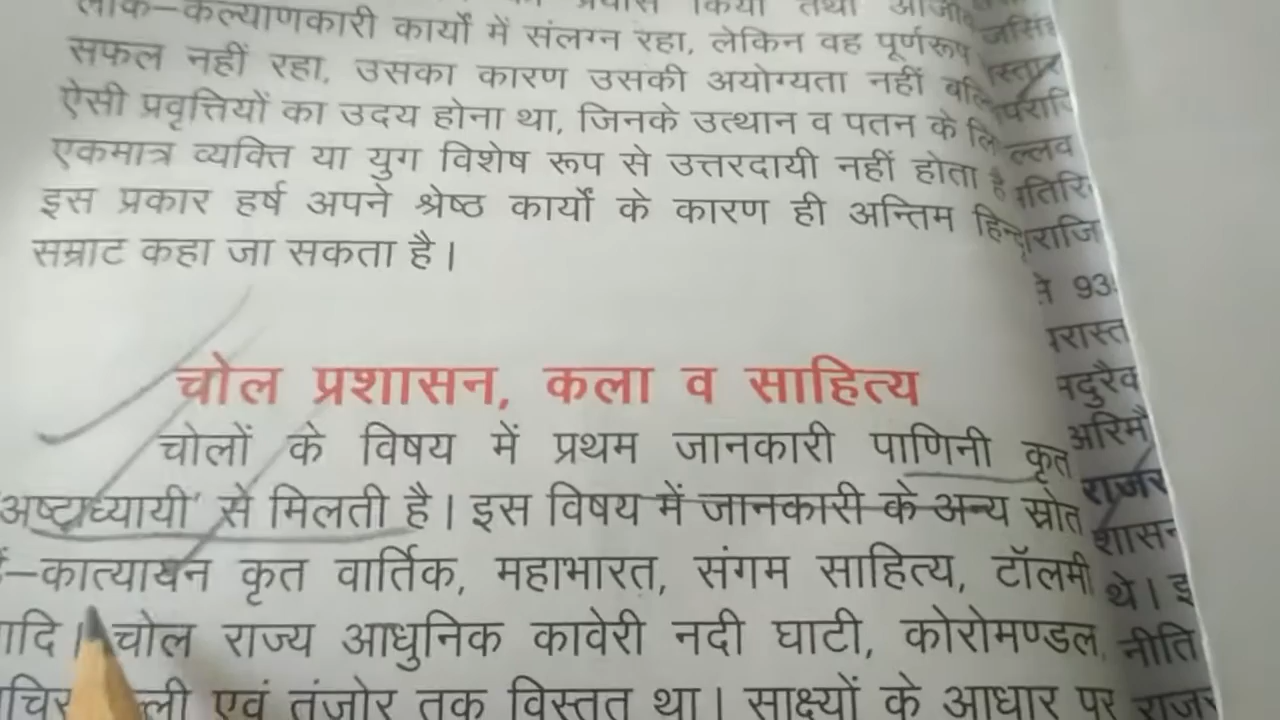 प्रयास किया तथा
लोक–कल्याणकारी कार्यों में संलग्न रहा, लेकिन वह पूर्णरूप
सफल नहीं रहा, उसका कारण उसकी अयोग्यता नहीं
ऐसी प्रवृत्तियों का उदय होना था, जिनके उत्थान व पतन के
एकमात्र व्यक्ति या युग विशेष रूप से उत्तरदायी नहीं होता है
इस प्रकार हर्ष अपने श्रेष्ठ कार्यों के कारण ही अन्तिम
सम्राट कहा जा सकता है।
चोल प्रशासन, कला व साहित्य
चोलों के विषय में प्रथम जानकारी पाणिनी कृत
अष्टाध्यायी' से मिलती है। इस विषय में जानकारी के अन्य स्रोत
–कात्यायन कृत वार्तिक, महाभारत, संगम साहित्य, टॉलमी
चोल राज्य आधुनिक कावेरी नदी घाटी, कोरोमण्डल,
एवं तंजोर तक विस्तृत था। साक्ष्यों के आधार पर
से 93
थे। इ
नीति